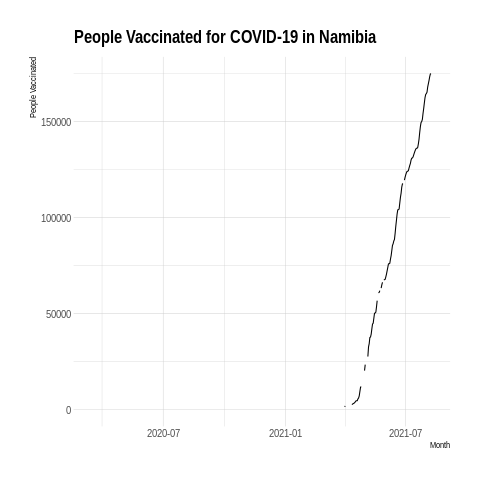 People Vaccinated for COVID-19 in Namibia
People Vaccinated
150000
100000
50000
0
2020-07 2021-01 2021-07
Month